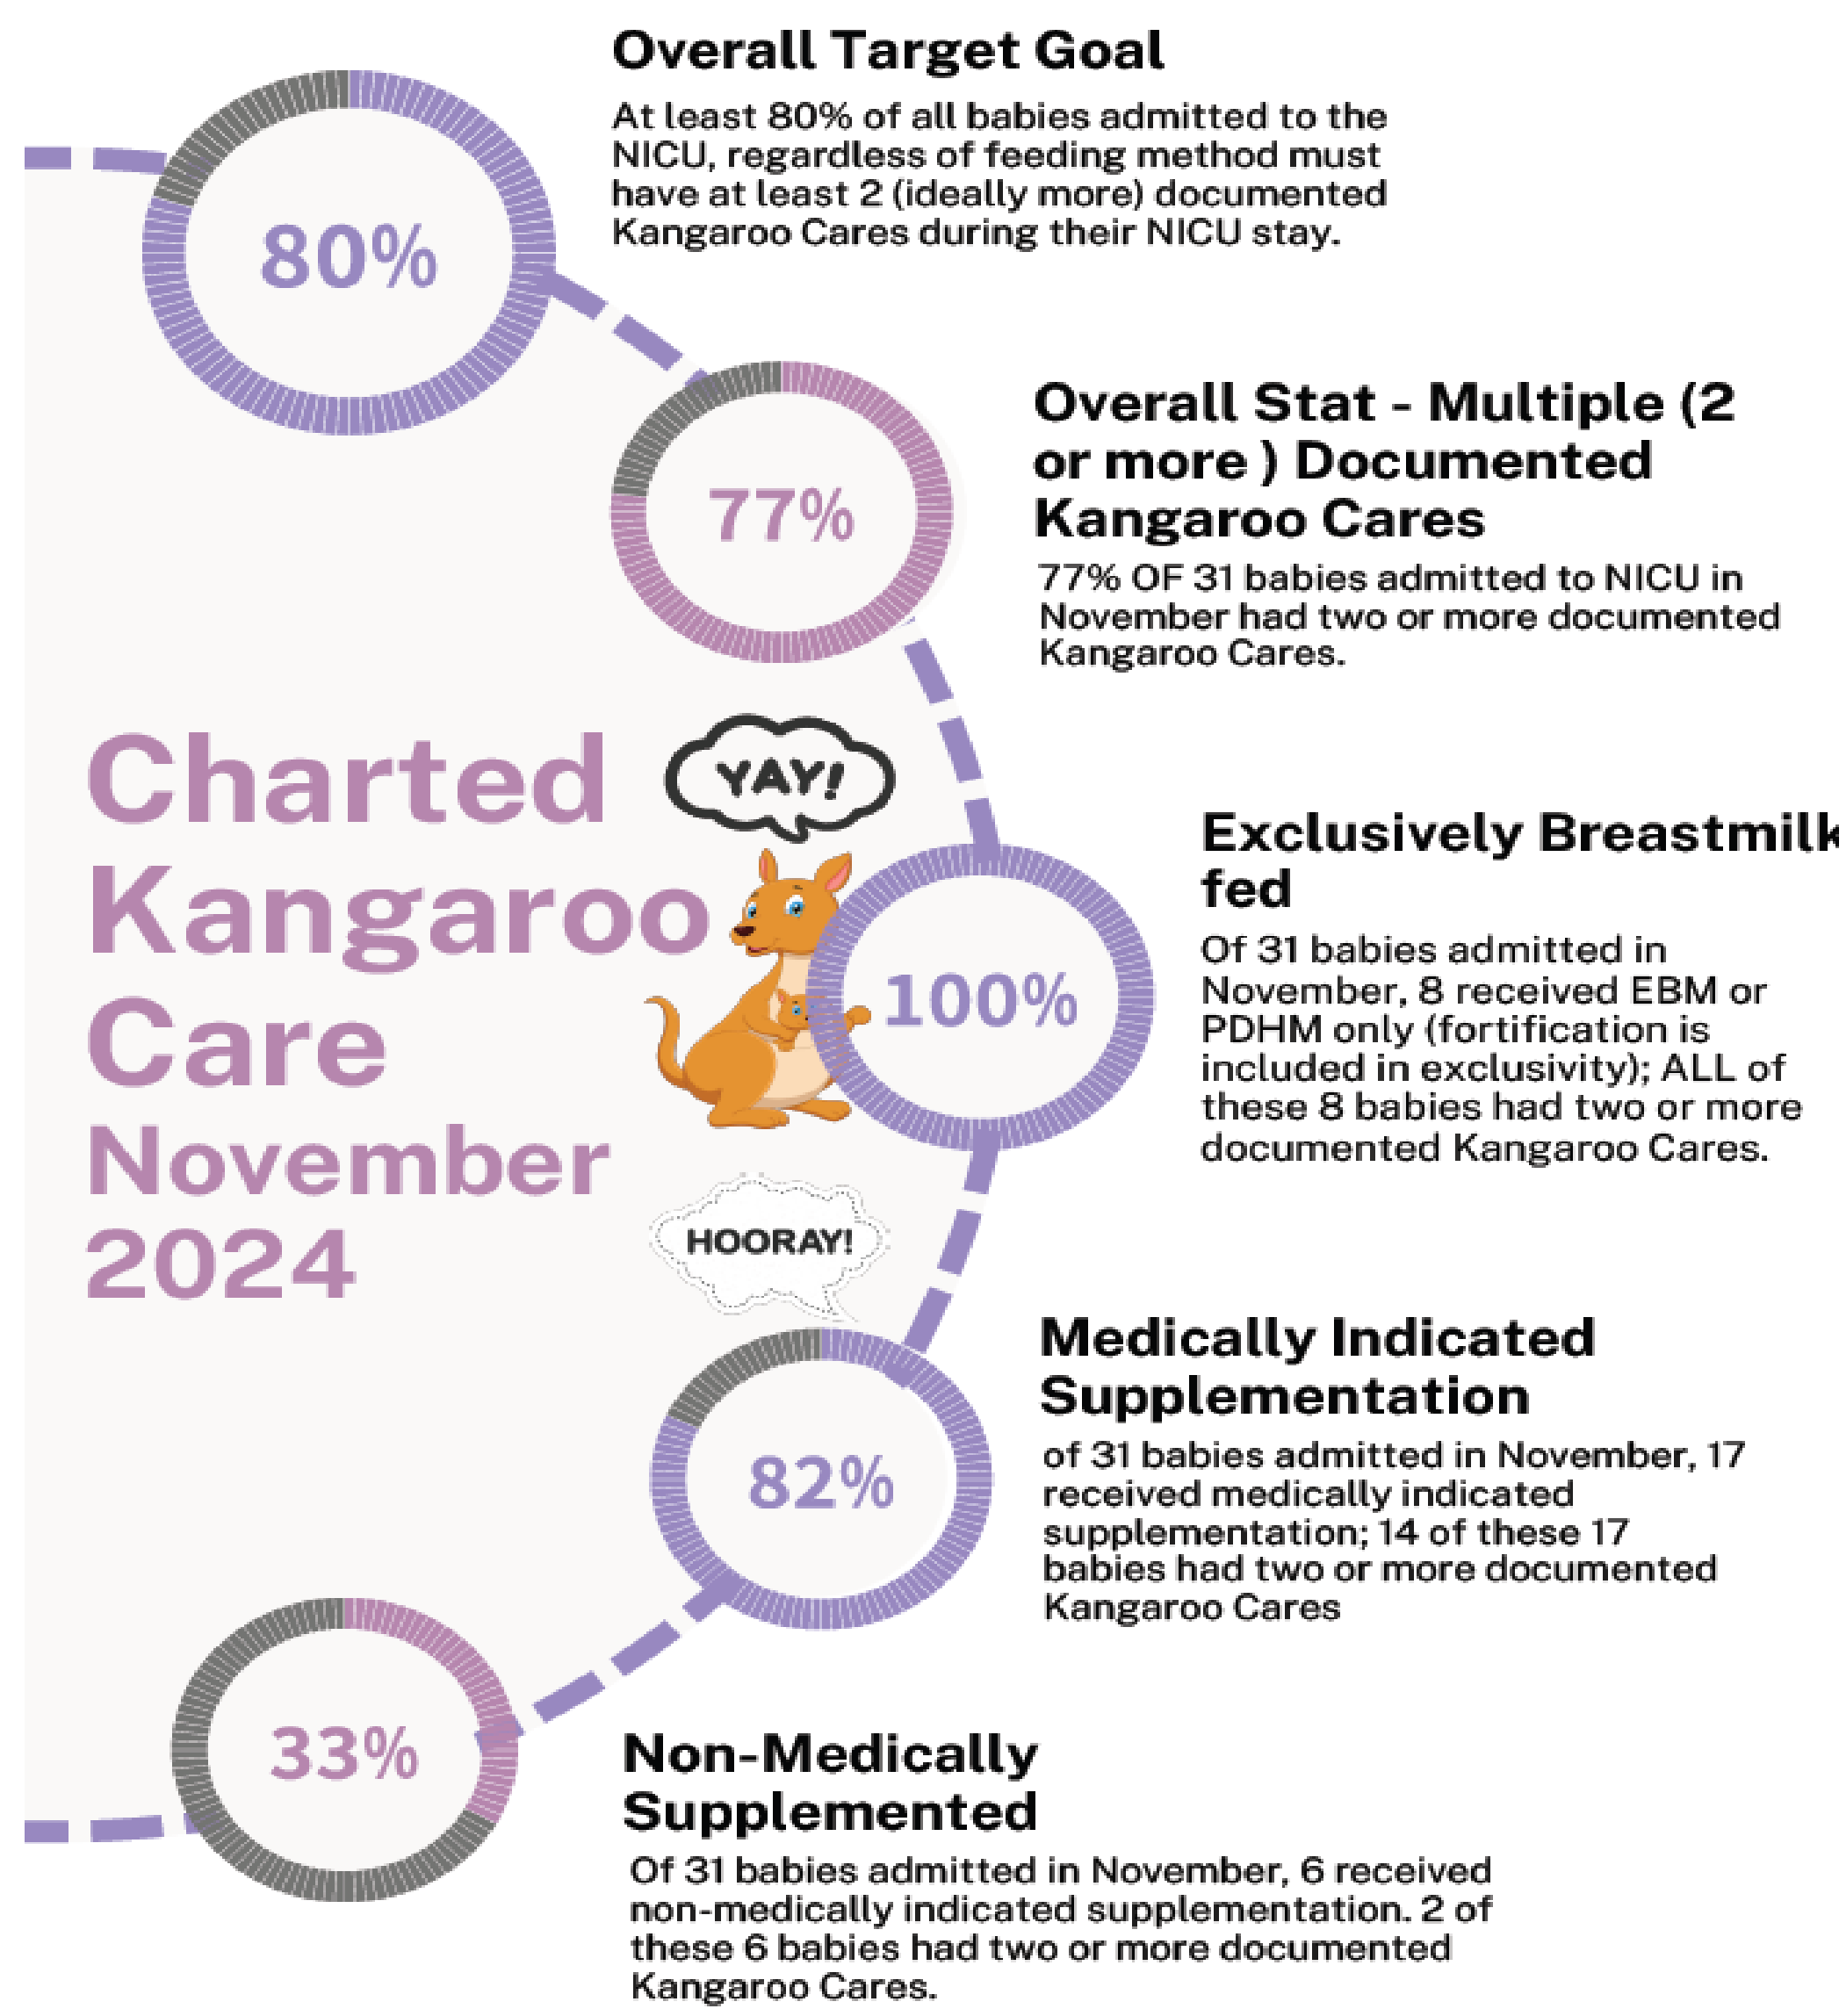 Overall Target Goal
At least 80% of all babies admitted to the
NICU, regardless of feeding method must
have at least 2 (ideally more) documented
Kangaroo Cares during their NICU stay.
80%
Overall Stat - Multiple (2
or more ) Documented
Kangaroo Cares
77% OF 31 babies admitted to NICU in
November had two or more documented
Kangaroo Cares.
77%
Charted
Kangaroo
Care
November
2024
YAY!
Exclusively Breastmilk
fed
Of 31 babies admitted in
November, 8 received EBM or
PDHM only (fortification is
included in exclusivity); ALL of
these 8 babies had two or more
documented Kangaroo Cares.
100%
HOORAY!
Medically Indicated
Supplementation
of 31 babies admitted in November, 17
received medically indicated
supplementation; 14 of these 17
babies had two or more documented
Kangaroo Cares
82%
Non-Medically
Supplemented
Of 31 babies admitted in November, 6 received
non-medically indicated supplementation. 2 of
these 6 babies had two or more documented
Kangaroo Cares.
33%